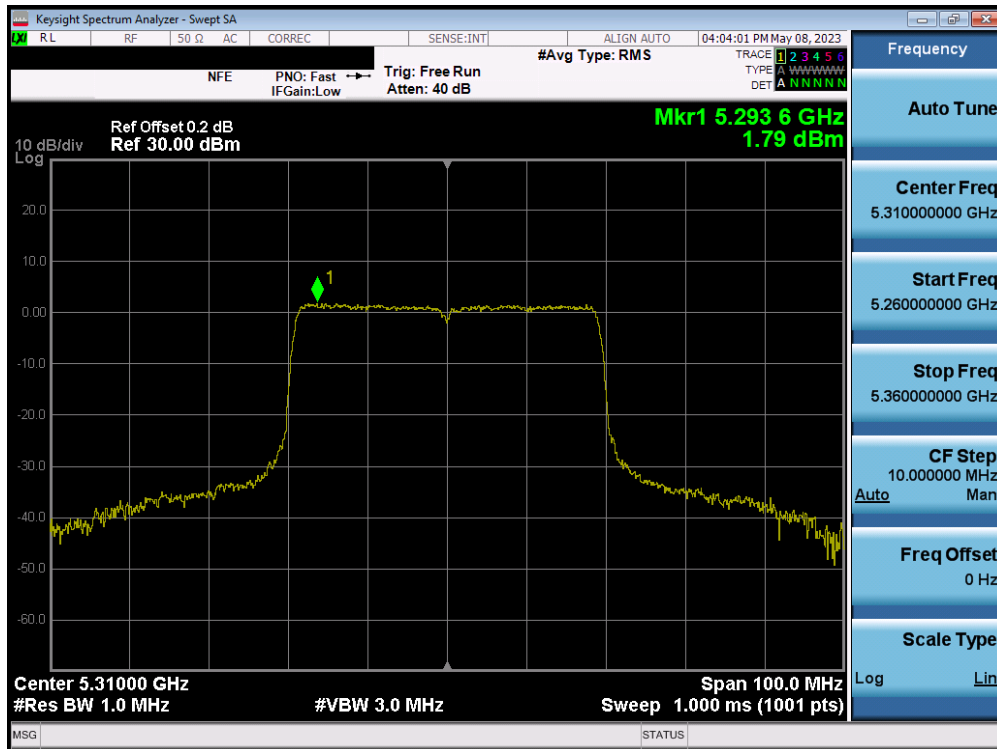 Keysight Spectrum Analyzer - Swept SA
LXI RL RF 50 Ω AC CORREC SENSE:INT ALIGN AUTO 04:04:01 PM May 08, 2023
#Avg Type: RMS TRACE 1 2 3 4 5 6
NFE PNO: Fast Trig: Free Run TYPE A WWWWW
IFGain:Low Atten: 40 dB DET A N N N N N
Mkr1 5.293 6 GHz
1.79 dBm
Ref Offset 0.2 dB
10 dB/div Ref 30.00 dBm
Log
20.0
10.0
1
0.00
-10.0
-20.0
-30.0
-40.0
-50.0
-60.0
Center 5.31000 GHz Span 100.0 MHz
#Res BW 1.0 MHz #VBW 3.0 MHz Sweep 1.000 ms (1001 pts)
MSG STATUS
Frequency
Auto Tune
Center Freq
5.310000000 GHz
Start Freq
5.260000000 GHz
Stop Freq
5.360000000 GHz
CF Step
10.000000 MHz
Auto Man
Freq Offset
0 Hz
Scale Type
Log Lin